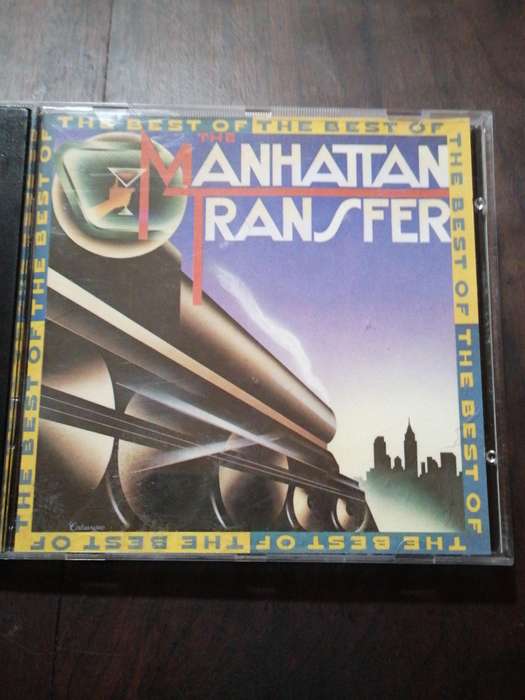 THE BEST OF THE BEST OF
THE
MANHATTAN
TRANSFER
THE BEST OF THE BEST OF
THE BEST OF THE BEST OF
THE BEST OF THE BEST OF